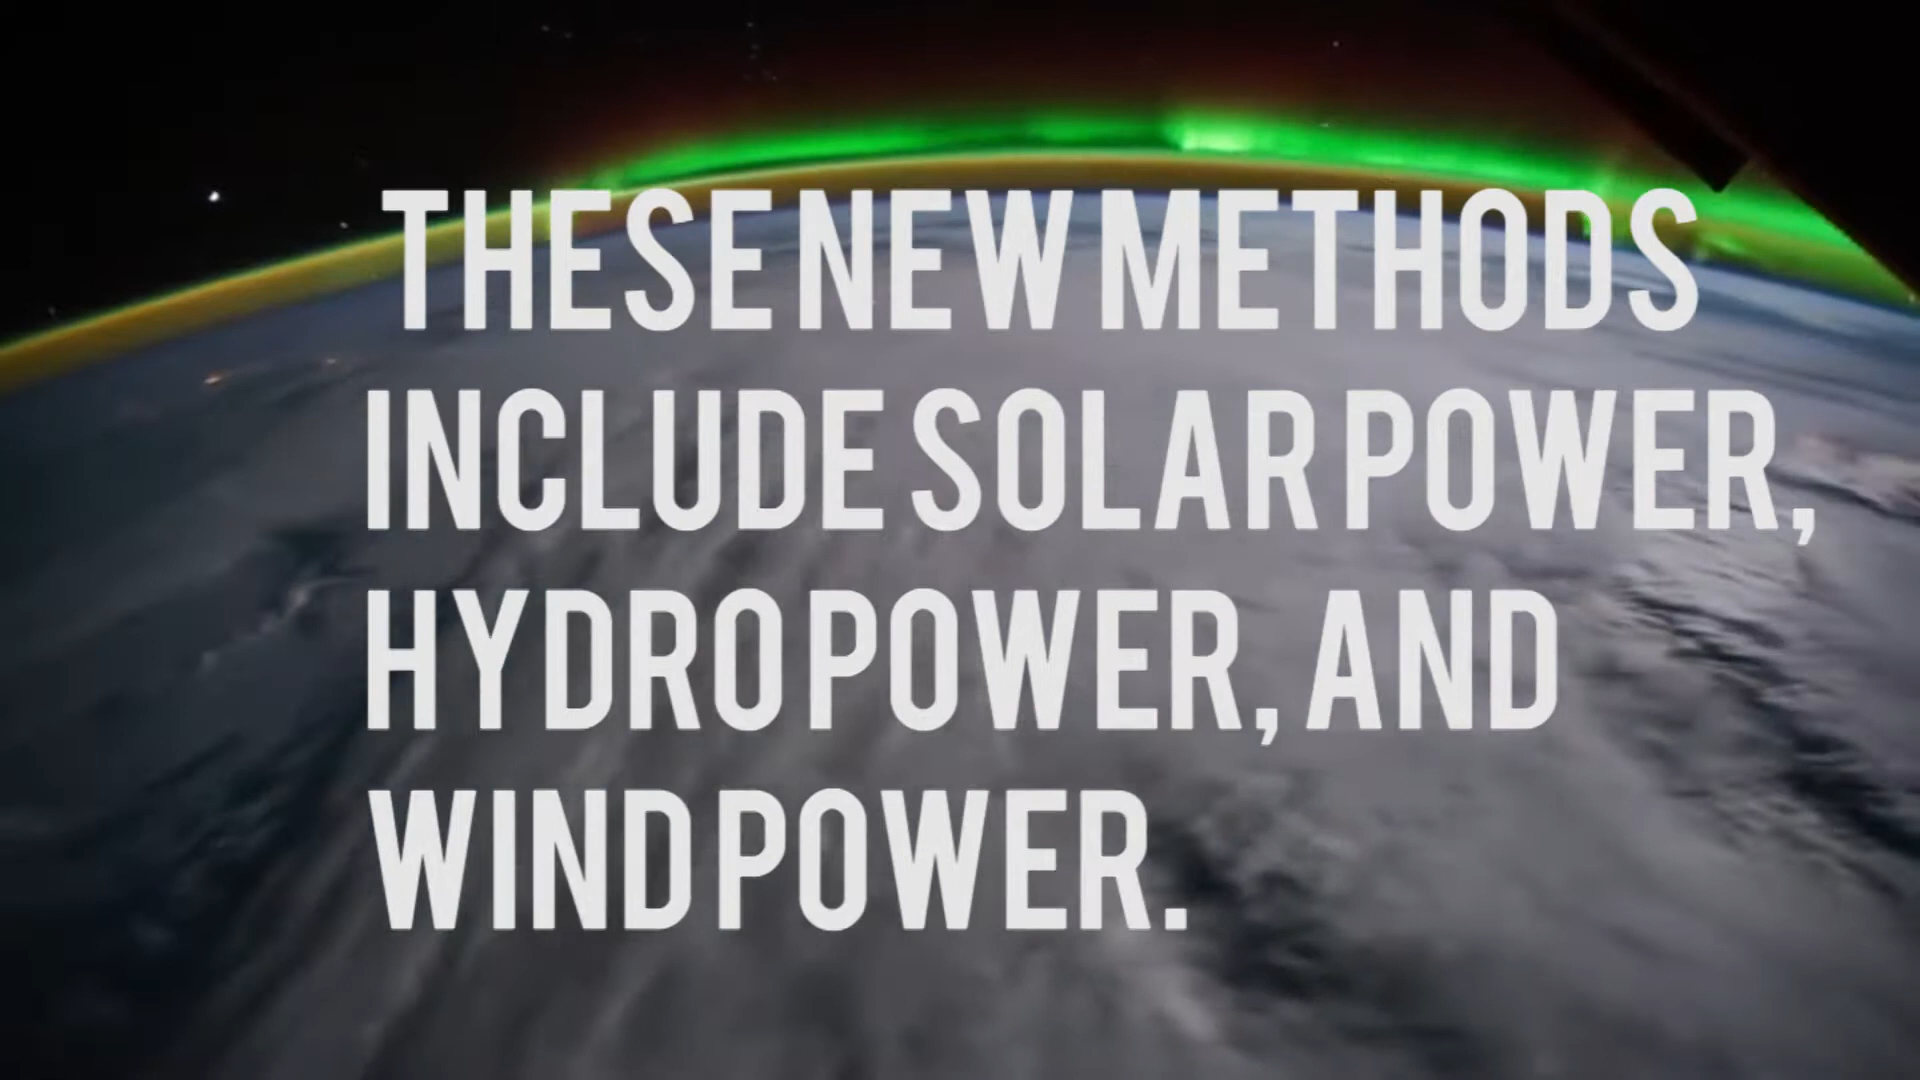 THESE NEW METHODS
INCLUDE SOLAR POWER,
HYDRO POWER, AND
WIND POWER.